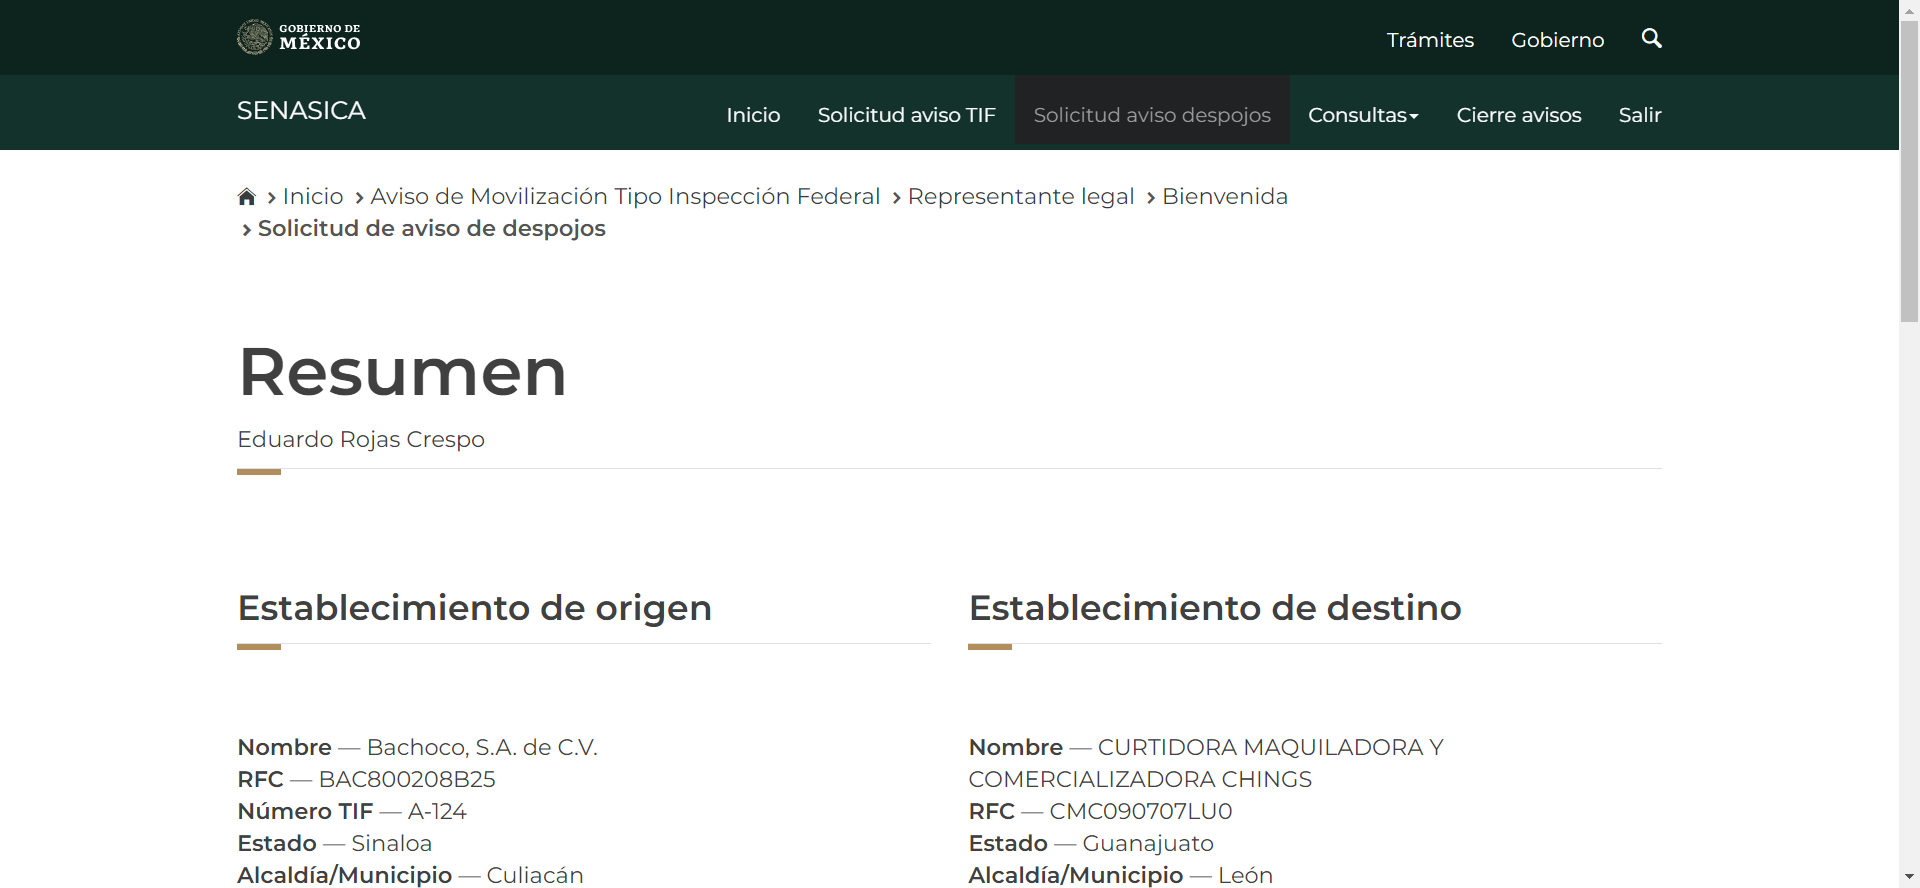 GOBIERNO DE
MÉXICO
Trámites Gobierno
SENASICA
Inicio Solicitud aviso TIF Solicitud aviso despojos Consultas Cierre avisos Salir
Inicio Aviso de Movilización Tipo Inspección Federal Representante legal Bienvenida
Solicitud de aviso de despojos
Resumen
Eduardo Rojas Crespo
Establecimiento de origen
Nombre — Bachoco, S.A. de C.V.
RFC — BAC800208B25
Número TIF — A-124
Estado — Sinaloa
Alcaldía/Municipio — Culiacán
Establecimiento de destino
Nombre — CURTIDORA MAQUILADORA Y
COMERCIALIZADORA CHINGS
RFC — CMC090707LU0
Estado — Guanajuato
Alcaldía/Municipio — León